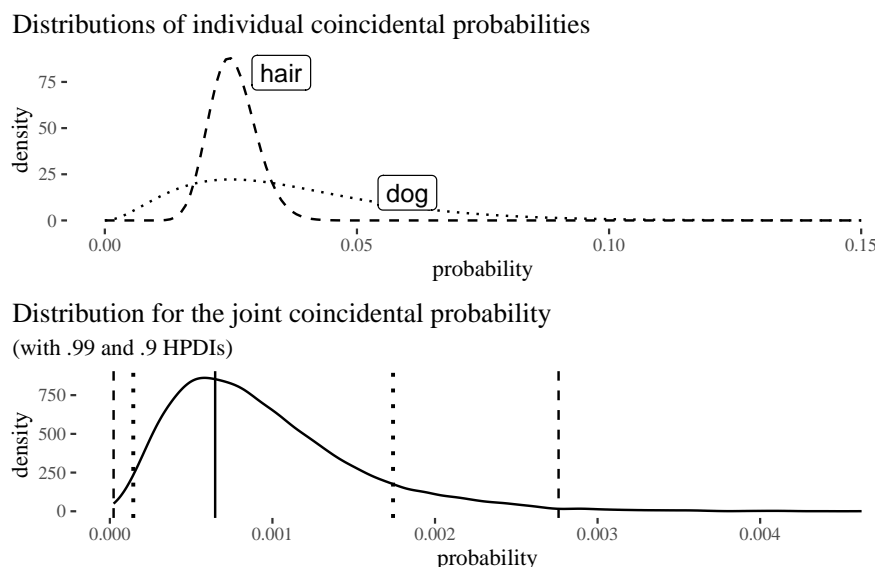 Distributions of individual coincidental probabilities
hair
dog
75
50
25
0
density
0.00 0.05 0.10 0.15
probability
Distribution for the joint coincidental probability
(with .99 and .9 HPDIs)
750
500
250
0
density
0.000 0.001 0.002 0.003 0.004
probability